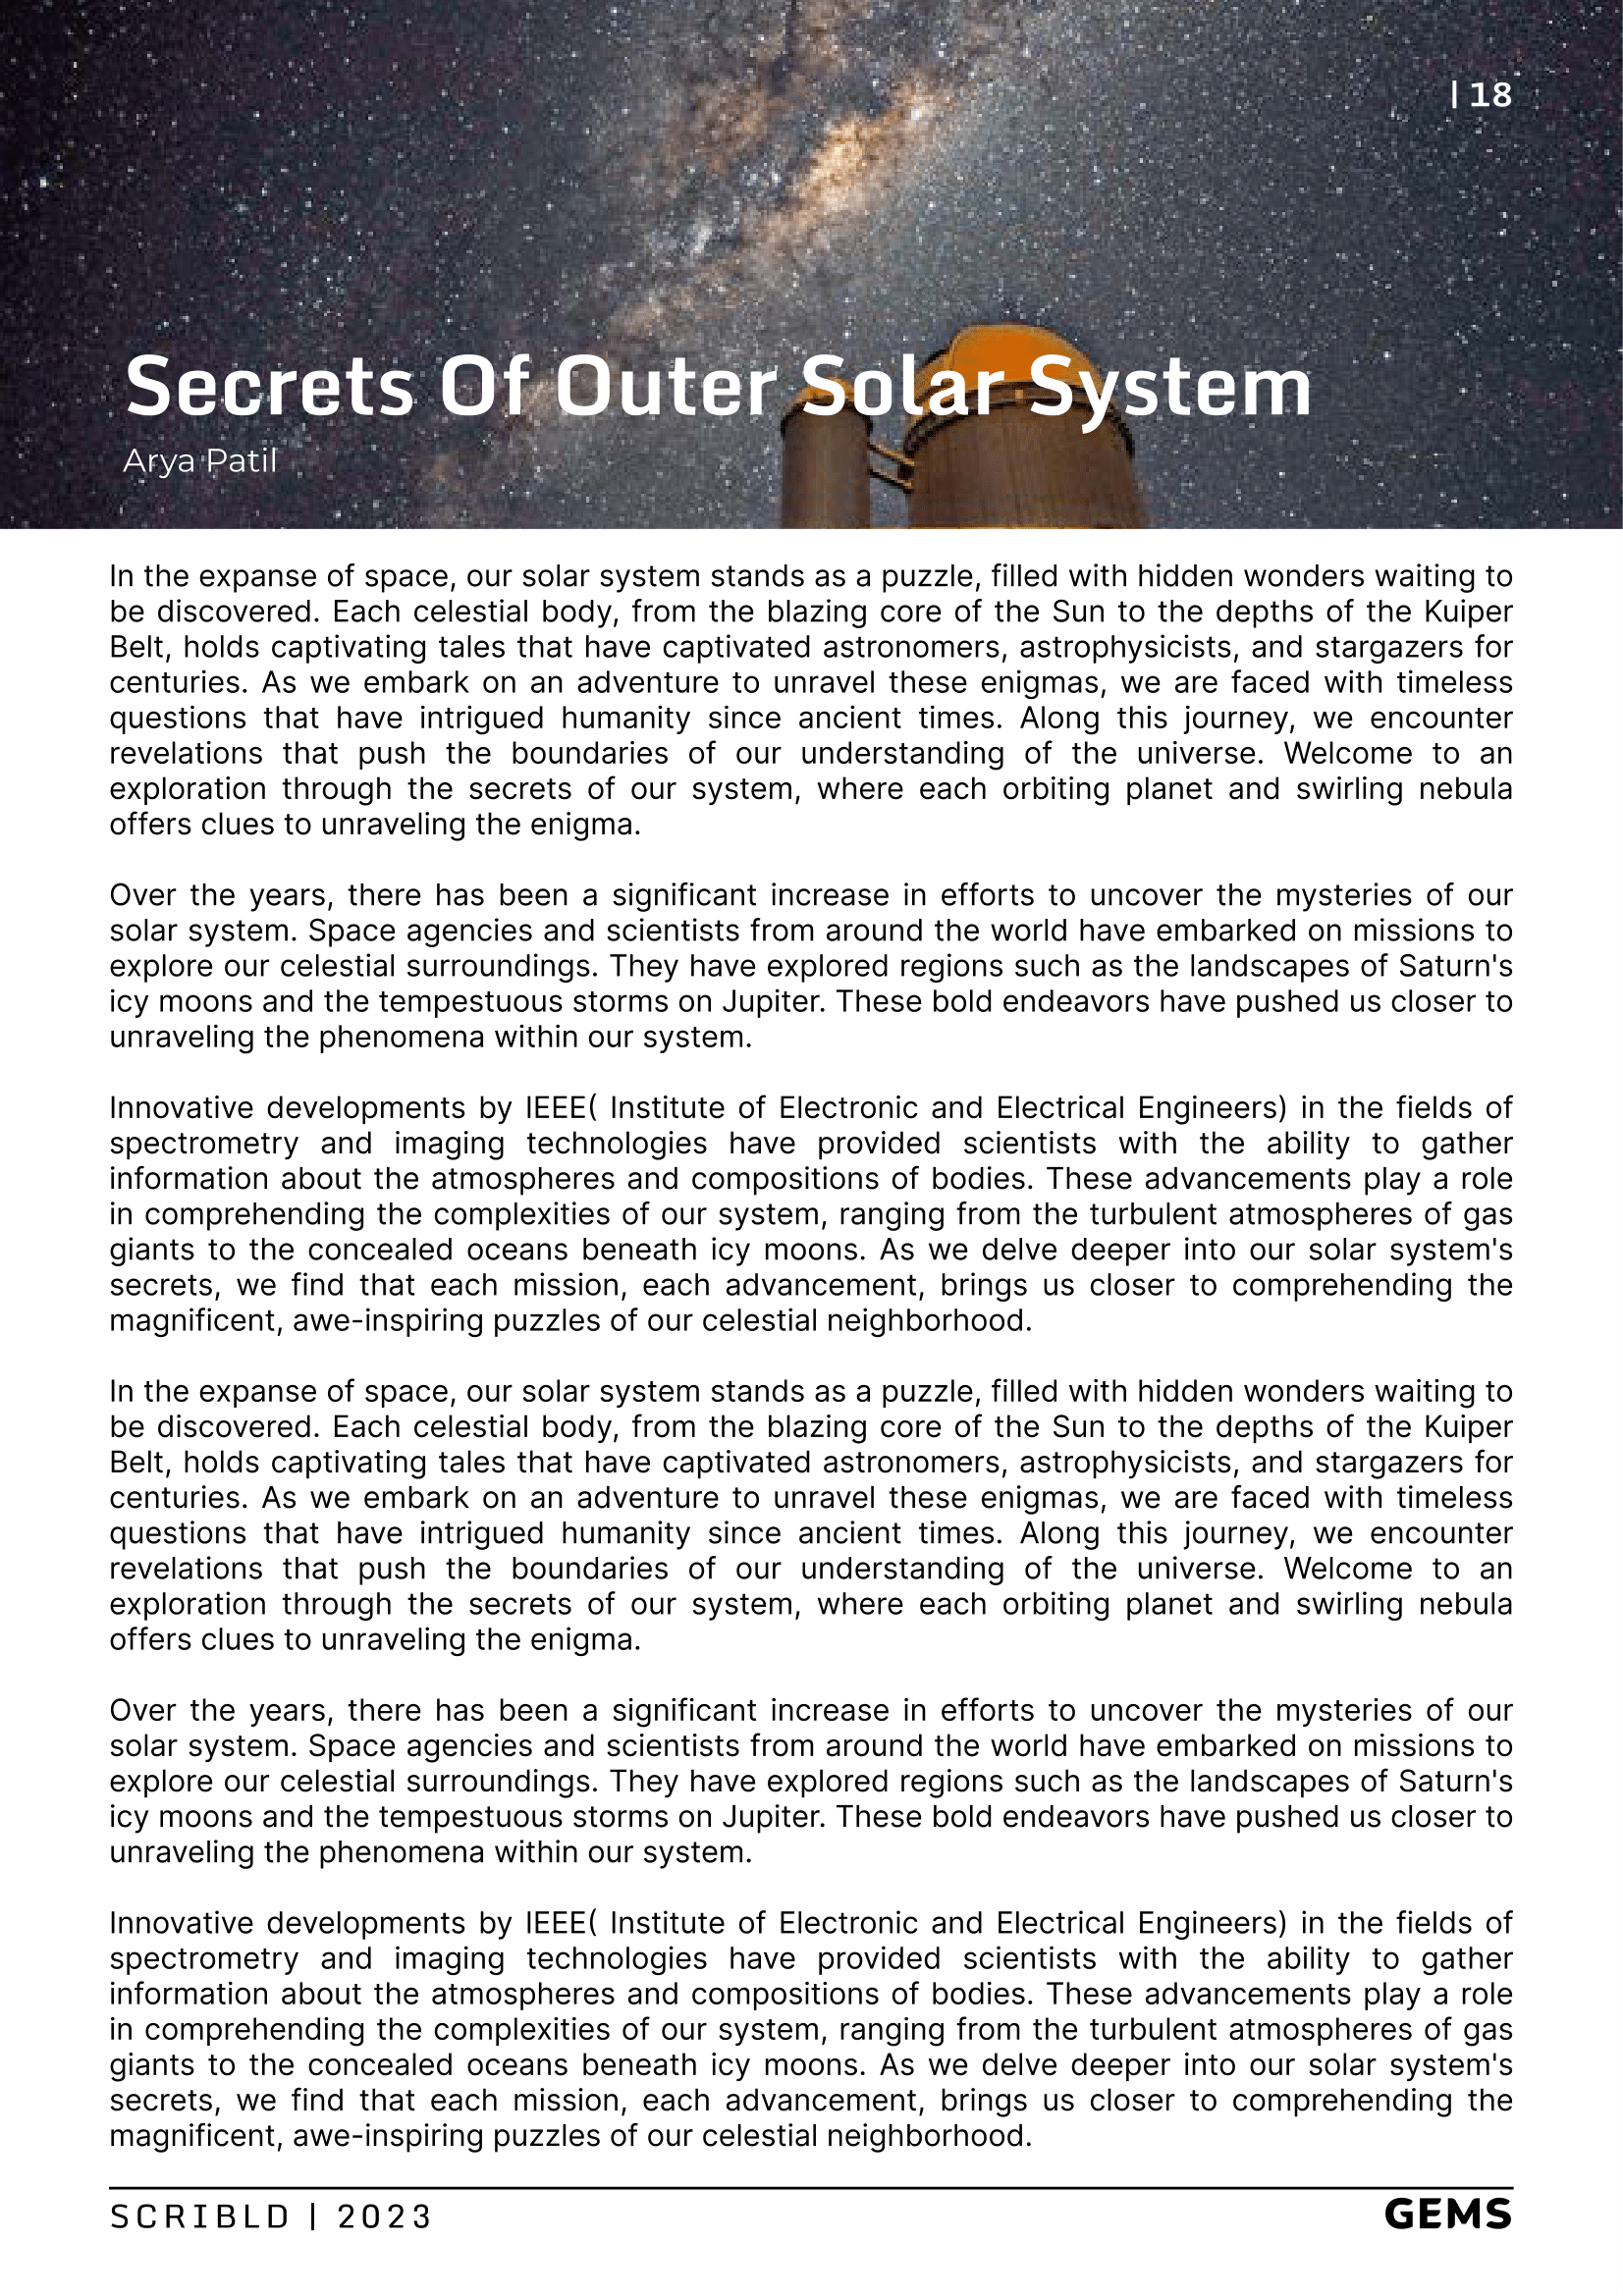 | 18
Secrets Of Outer Solar System
Arya Patil
In the expanse of space, our solar system stands as a puzzle, filled with hidden wonders waiting to
be discovered. Each celestial body, from the blazing core of the Sun to the depths of the Kuiper
Belt, holds captivating tales that have captivated astronomers, astrophysicists, and stargazers for
centuries. As we embark on an adventure to unravel these enigmas, we are faced with timeless
questions that have intrigued humanity since ancient times. Along this journey, we encounter
revelations that push the boundaries of our understanding of the universe. Welcome to an
exploration through the secrets of our system, where each orbiting planet and swirling nebula
offers clues to unraveling the enigma.
Over the years, there has been a significant increase in efforts to uncover the mysteries of our
solar system. Space agencies and scientists from around the world have embarked on missions to
explore our celestial surroundings. They have explored regions such as the landscapes of Saturn's
icy moons and the tempestuous storms on Jupiter. These bold endeavors have pushed us closer to
unraveling the phenomena within our system.
Innovative developments by IEEE( Institute of Electronic and Electrical Engineers) in the fields of
spectrometry and imaging technologies have provided scientists with the ability to gather
information about the atmospheres and compositions of bodies. These advancements play a role
in comprehending the complexities of our system, ranging from the turbulent atmospheres of gas
giants to the concealed oceans beneath icy moons. As we delve deeper into our solar system's
secrets, we find that each mission, each advancement, brings us closer to comprehending the
magnificent, awe-inspiring puzzles of our celestial neighborhood.
In the expanse of space, our solar system stands as a puzzle, filled with hidden wonders waiting to
be discovered. Each celestial body, from the blazing core of the Sun to the depths of the Kuiper
Belt, holds captivating tales that have captivated astronomers, astrophysicists, and stargazers for
centuries. As we embark on an adventure to unravel these enigmas, we are faced with timeless
questions that have intrigued humanity since ancient times. Along this journey, we encounter
revelations that push the boundaries of our understanding of the universe. Welcome to an
exploration through the secrets of our system, where each orbiting planet and swirling nebula
offers clues to unraveling the enigma.
Over the years, there has been a significant increase in efforts to uncover the mysteries of our
solar system. Space agencies and scientists from around the world have embarked on missions to
explore our celestial surroundings. They have explored regions such as the landscapes of Saturn's
icy moons and the tempestuous storms on Jupiter. These bold endeavors have pushed us closer to
unraveling the phenomena within our system.
Innovative developments by IEEE( Institute of Electronic and Electrical Engineers) in the fields of
spectrometry and imaging technologies have provided scientists with the ability to gather
information about the atmospheres and compositions of bodies. These advancements play a role
in comprehending the complexities of our system, ranging from the turbulent atmospheres of gas
giants to the concealed oceans beneath icy moons. As we delve deeper into our solar system's
secrets, we find that each mission, each advancement, brings us closer to comprehending the
magnificent, awe-inspiring puzzles of our celestial neighborhood.
SCRIBLD | 2023
GEMS